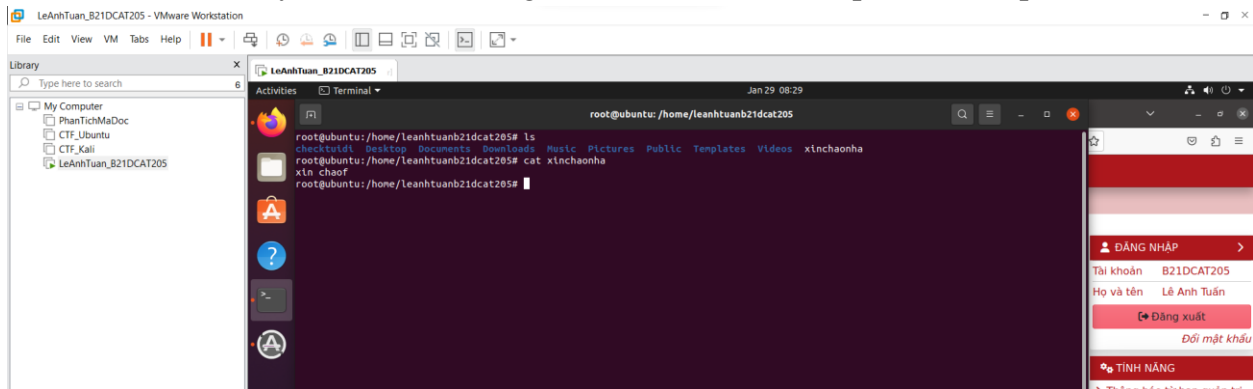 LeAnhTuan_B21DCAT205 - VMware Workstation
File Edit View VM Tabs Help
Library
Type here to search
My Computer
PhanTichMaDoc
CTF_Ubuntu
CTF_Kali
LeAnhTuan_B21DCAT205
LeAnhTuan_B21DCAT205
Activities Terminal Jan 29 08:29
root@ubuntu: /home/leanhtuanb21dcat205
root@ubuntu:/home/leanhtuanb21dcat205# ls
checktuidi Desktop Documents Downloads Music Pictures Public Templates Videos xinchaonha
root@ubuntu:/home/leanhtuanb21dcat205# cat xinchaonha
xin chaof
root@ubuntu:/home/leanhtuanb21dcat205#
ĐĂNG NHẬP
Tài khoản B21DCAT205
Họ và tên Lê Anh Tuấn
Đăng xuất
Đổi mật khẩu
TÍNH NĂNG